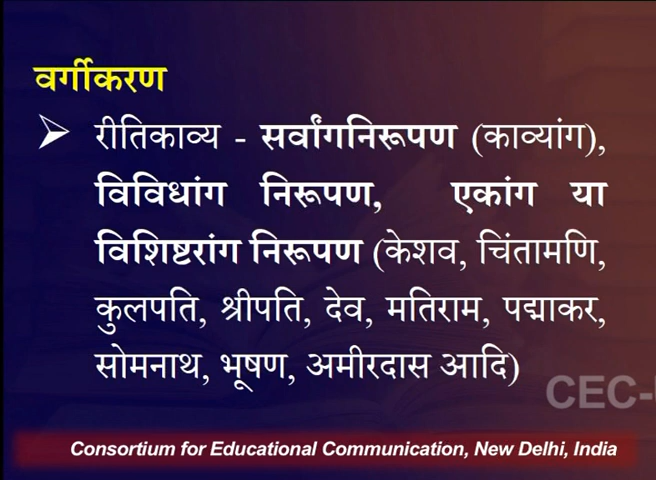 वर्गीकरण
➢ रीतिकाव्य - सर्वांगनिरूपण (काव्यांग),
विविधांग निरूपण, एकांग या
विशिष्टरांग निरूपण (केशव, चिंतामणि,
कुलपति, श्रीपति, देव, मतिराम, पद्माकर,
सोमनाथ, भूषण, अमीरदास आदि)
CEC-
Consortium for Educational Communication, New Delhi, India